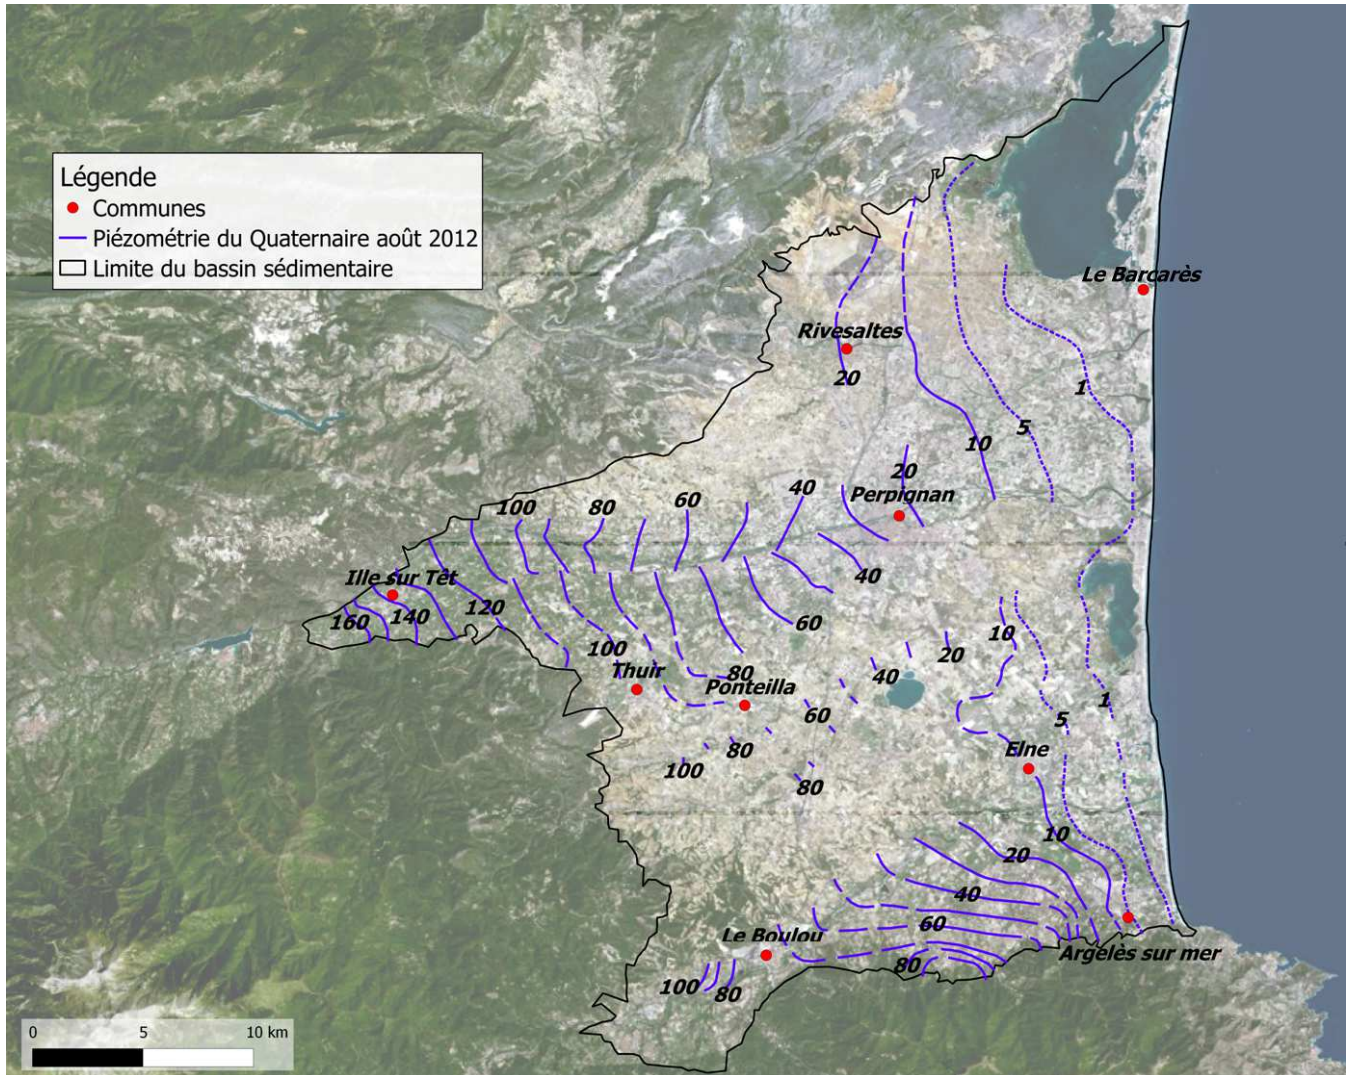 Légende
Communes
Piézométrie du Quaternaire août 2012
Limite du bassin sédimentaire
Le Barcarès
Rivesaltes
20
1
5
10
20
Perpignan
40
60
80
100
40
Ille sur Têt
160
140
120
60
10
20
100
Thuir
80
Ponteilla
40
60
1
5
Elne
80
100
80
10
20
40
60
Le Boulou
80
Argelès sur mer
100
80
0 5 10 km